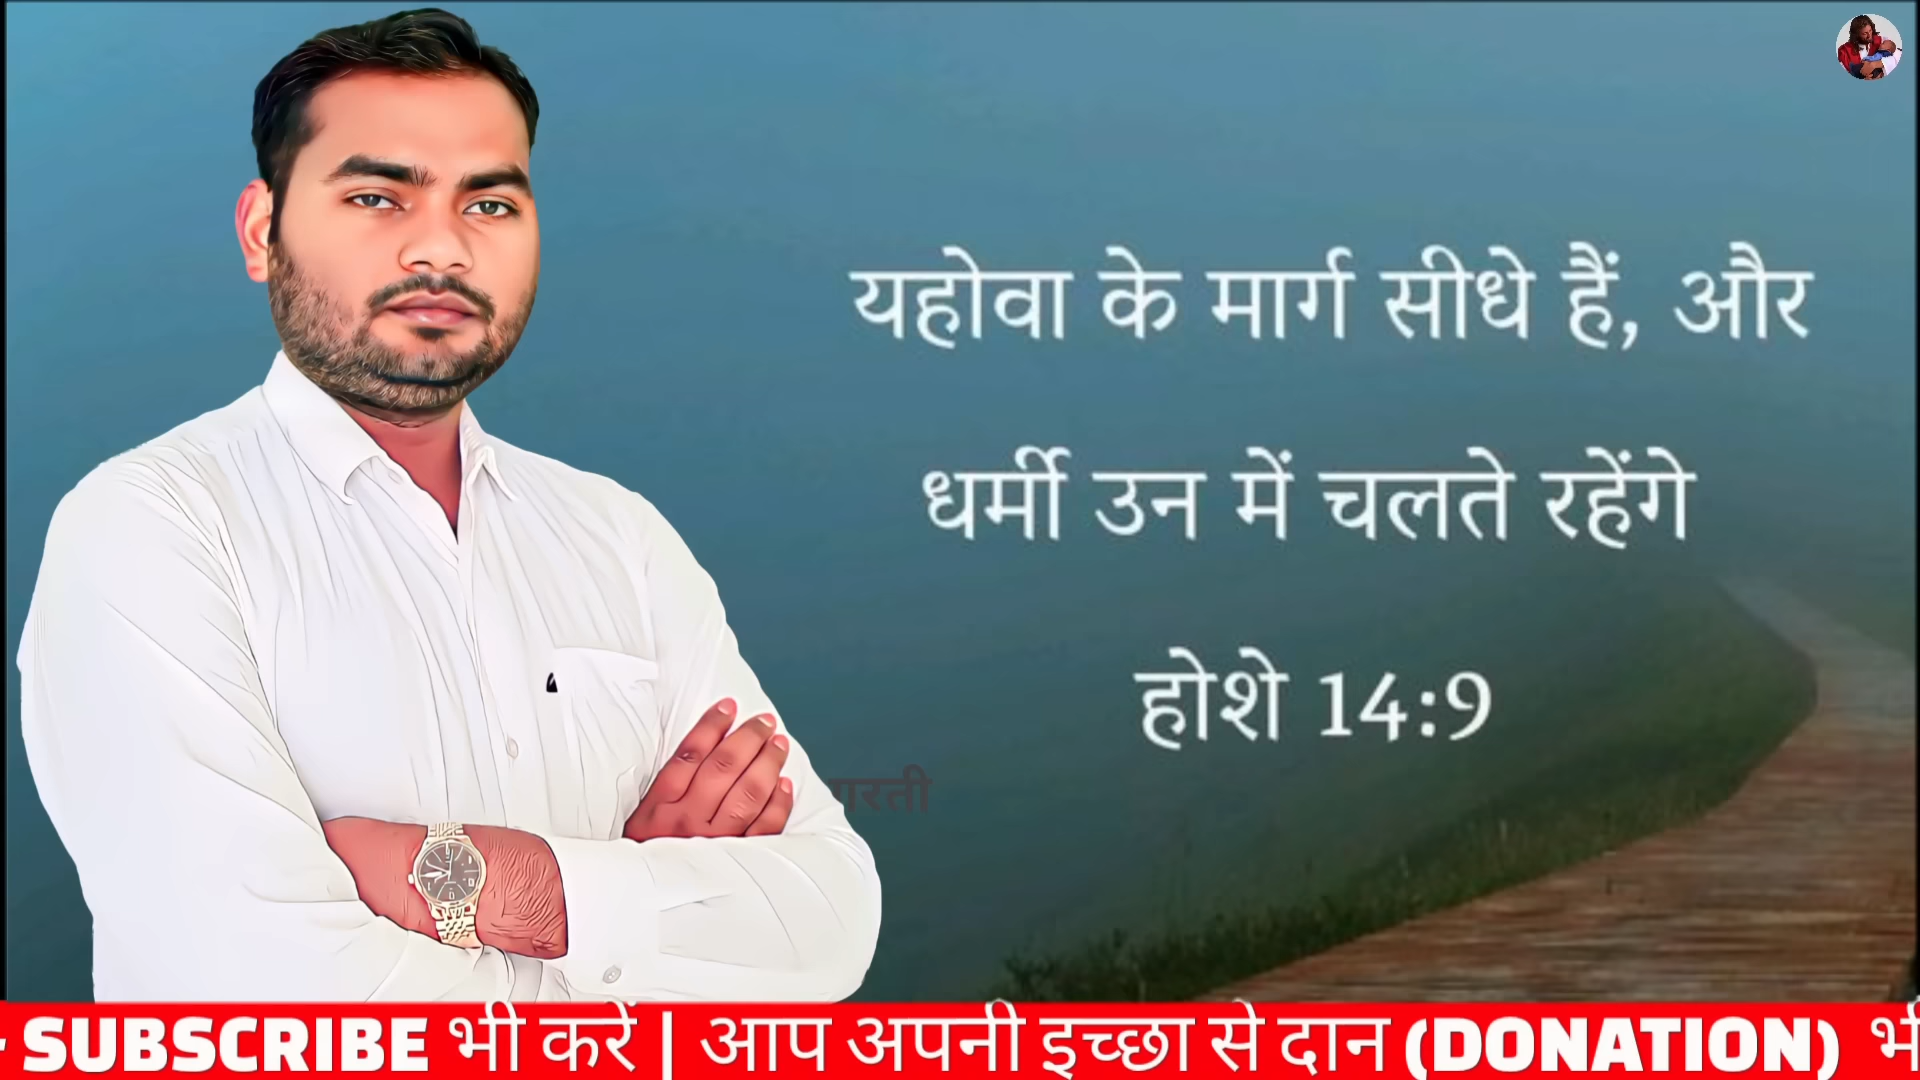 यहोवा के मार्ग सीधे हैं, और
धर्मी उन में चलते रहेंगे
होशे 14:9
SUBSCRIBE भी करें | आप अपनी इच्छा से दान (DONATION) भी